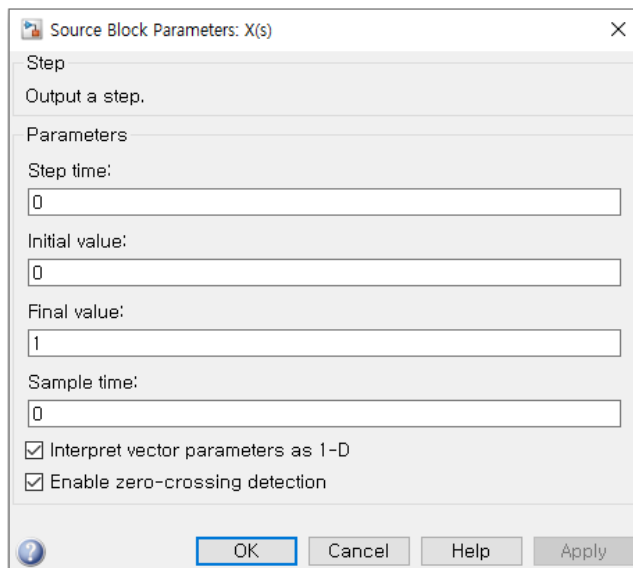 Source Block Parameters: X(s)
Step
Output a step.
Parameters
Step time:
0
Initial value:
0
Final value:
1
Sample time:
0
Interpret vector parameters as 1-D
Enable zero-crossing detection
? OK Cancel Help Apply